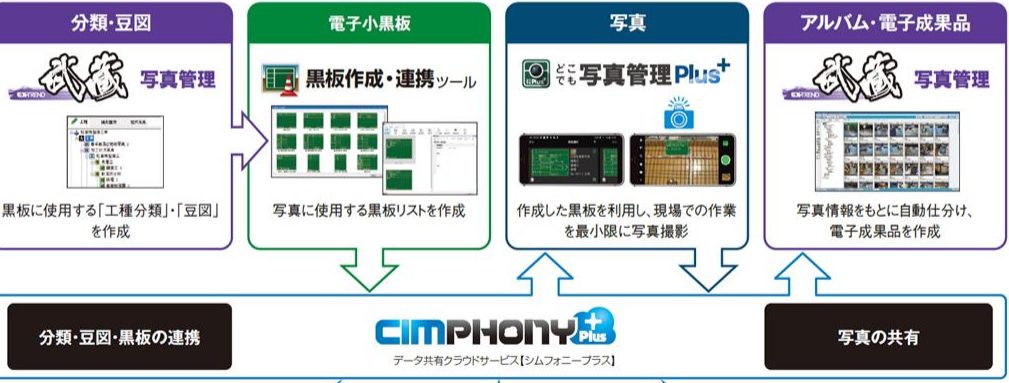 分類・豆図
電子小黒板
写真
アルバム・電子成果品
EX-TREND
武蔵 写真管理
黒板作成・連携ツール
どこでも写真管理Plus+
EX-TREND
武蔵 写真管理
黒板に使用する「工種分類」・「豆図」
を作成
写真に使用する黒板リストを作成
作成した黒板を利用し、現場での作業
を最小限に写真撮影
写真情報をもとに自動仕分け、
電子成果品を作成
分類・豆図・黒板の連携
CIMPHONY Plus+
データ共有クラウドサービス【シムフォニープラス】
写真の共有